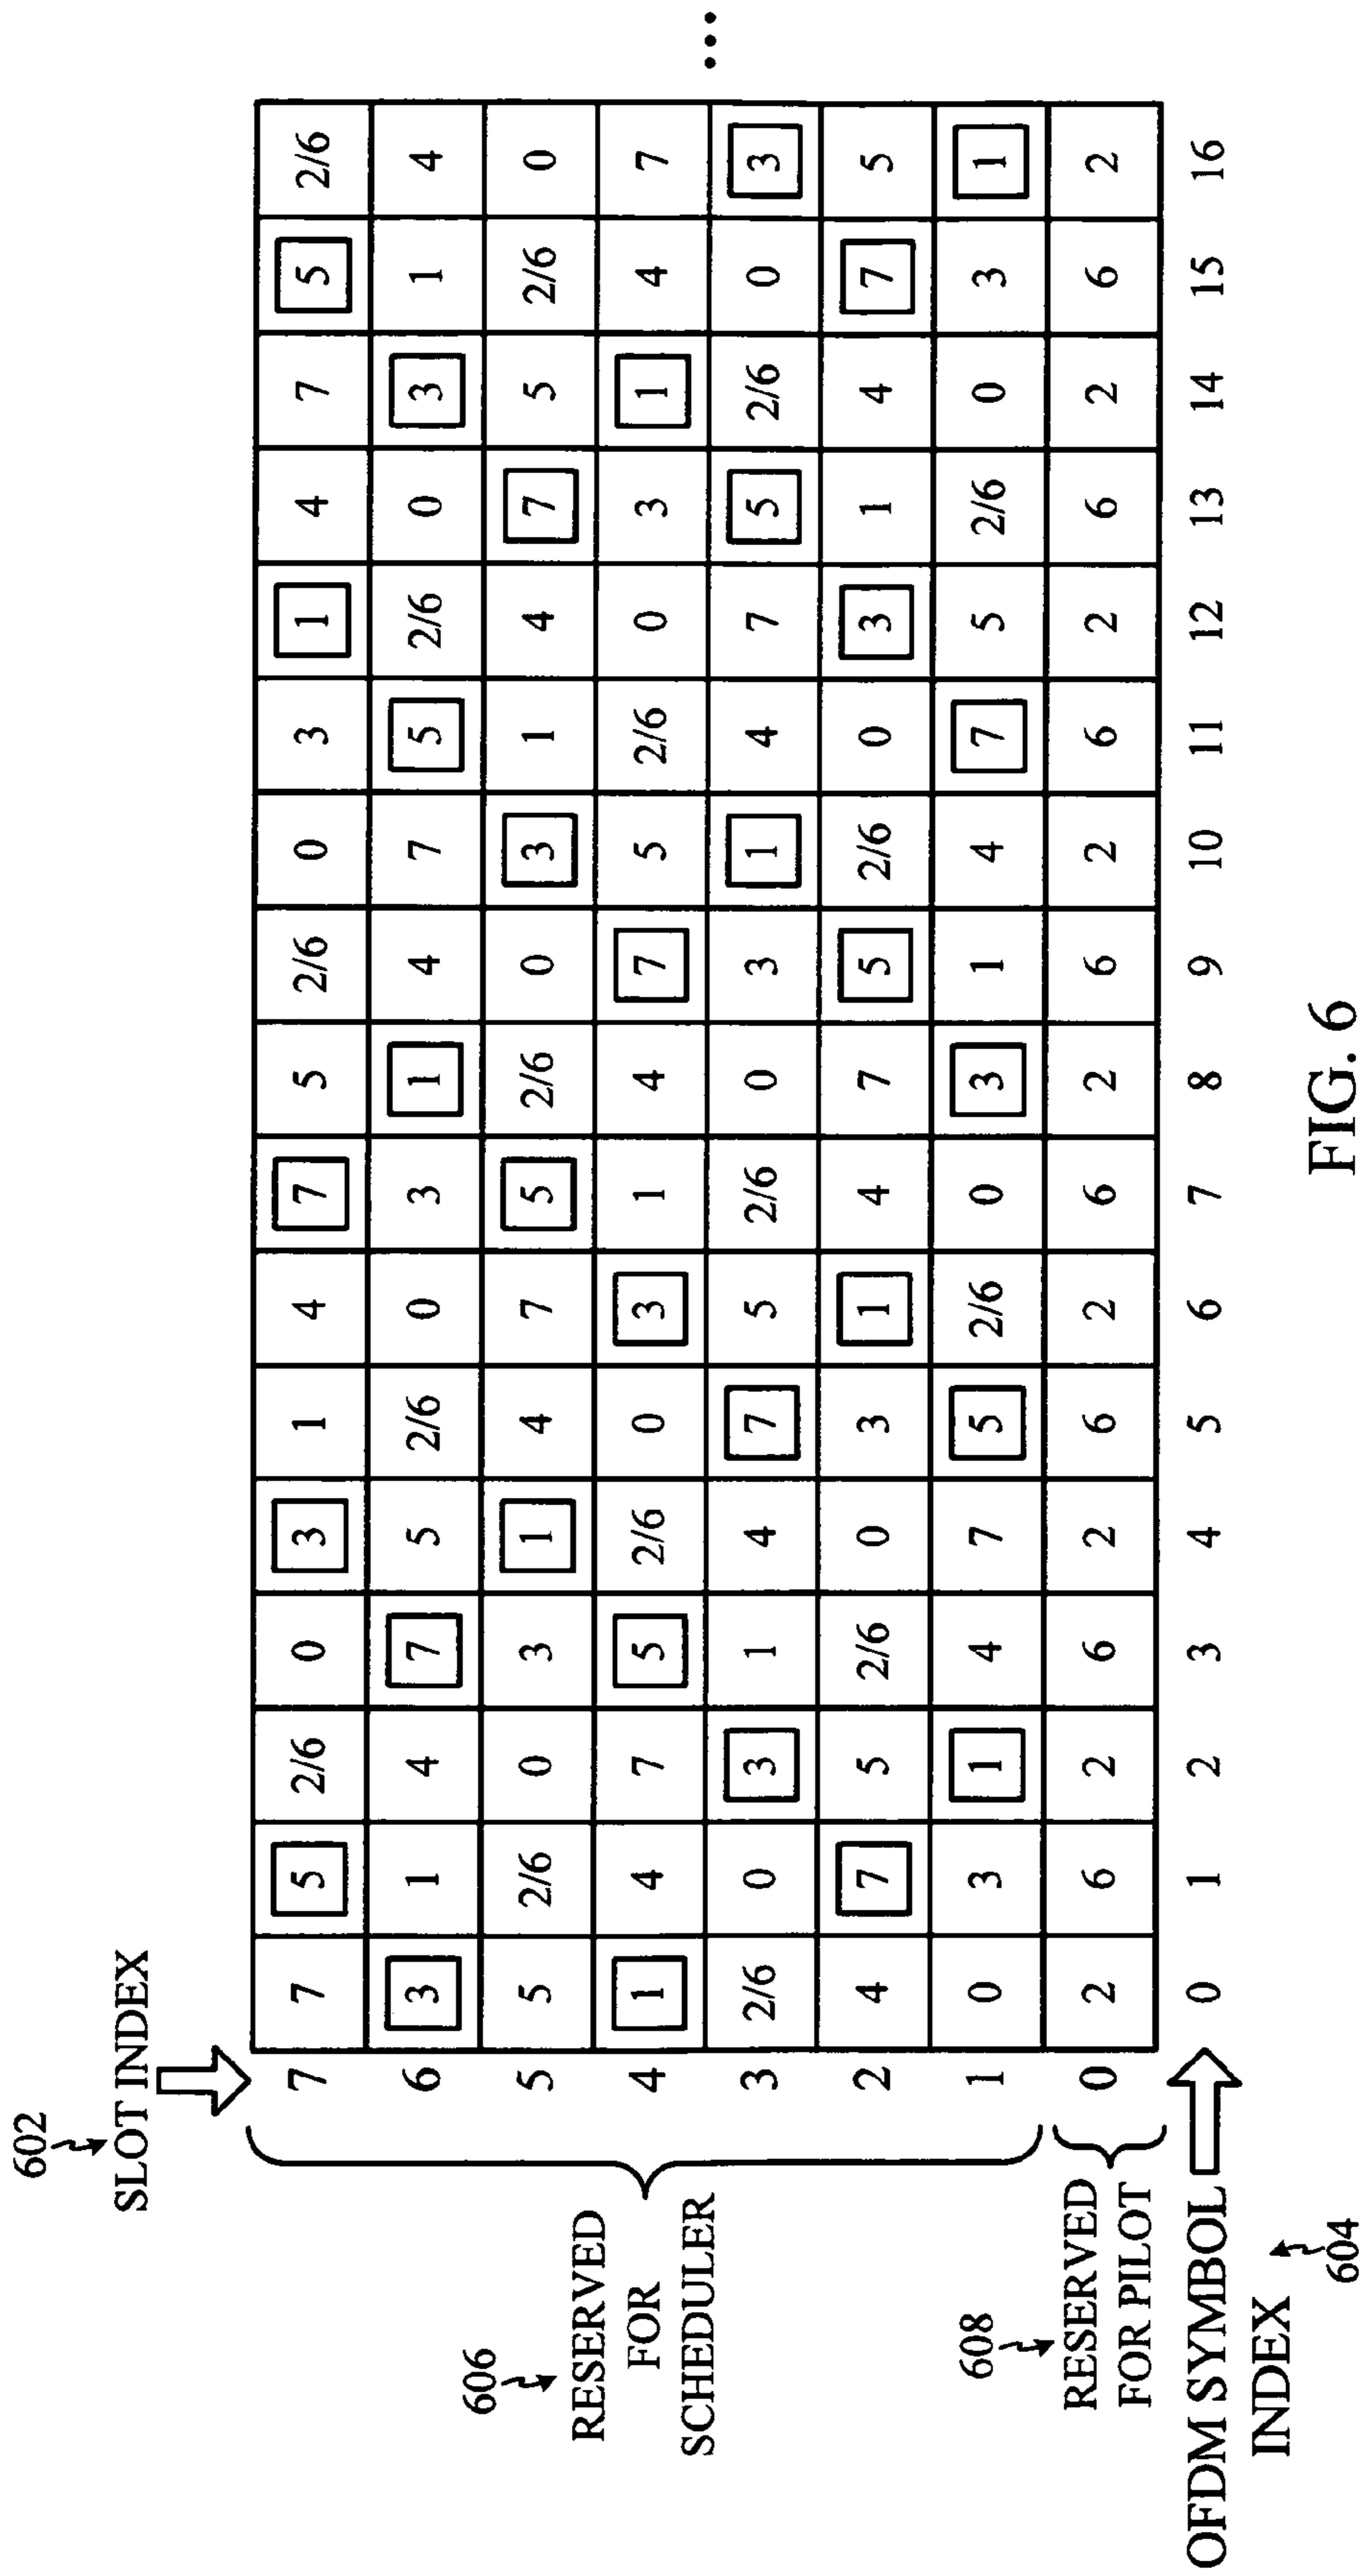 602
SLOT INDEX
7 7 5 2/6 0 3 1 4 7 5 2/6 0 3 1 4 7 5 2/6
6 3 1 4 7 5 2/6 0 3 1 4 7 5 2/6 0 3 1 4
5 5 2/6 0 3 1 4 7 5 2/6 0 3 1 4 7 5 2/6 0
4 1 4 7 5 2/6 0 3 1 4 7 5 2/6 0 3 1 4 7
3 2/6 0 3 1 4 7 5 2/6 0 3 1 4 7 5 2/6 0 3
2 4 7 5 2/6 0 3 1 4 7 5 2/6 0 3 1 4 7 5
1 0 3 1 4 7 5 2/6 0 3 1 4 7 5 2/6 0 3 1
0 2 6 2 6 2 6 2 6 2 6 2 6 2 6 2 6 2
0 1 2 3 4 5 6 7 8 9 10 11 12 13 14 15 16
...
606
RESERVED
FOR
SCHEDULER
608
RESERVED
FOR PILOT
OFDM SYMBOL
INDEX
604
FIG. 6